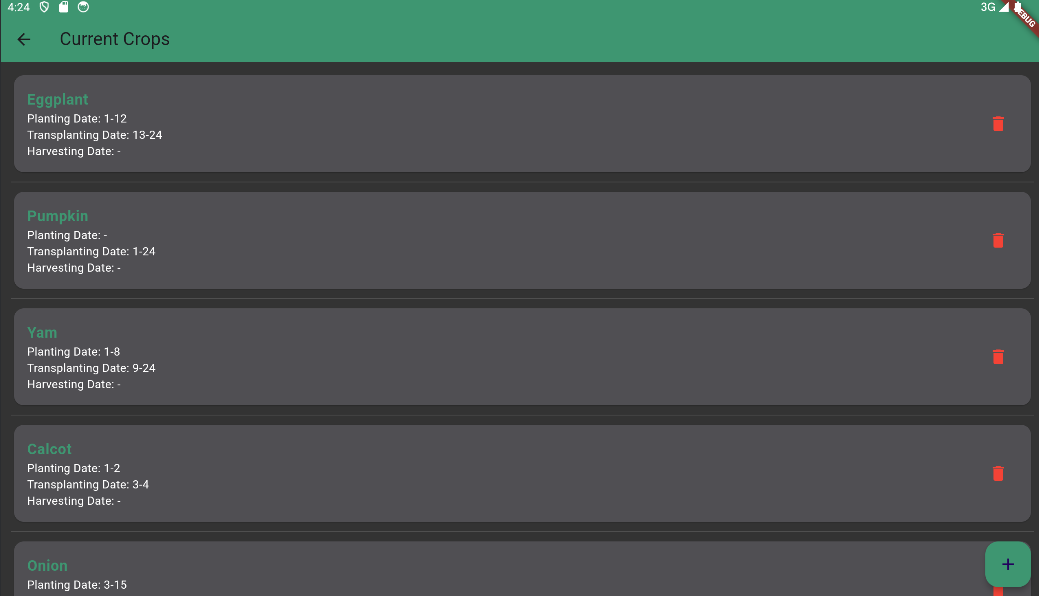 4:24
3G
DEBUG
Current Crops
Eggplant
Planting Date: 1-12
Transplanting Date: 13-24
Harvesting Date: -
Pumpkin
Planting Date: -
Transplanting Date: 1-24
Harvesting Date: -
Yam
Planting Date: 1-8
Transplanting Date: 9-24
Harvesting Date: -
Calcot
Planting Date: 1-2
Transplanting Date: 3-4
Harvesting Date: -
Onion
Planting Date: 3-15
+